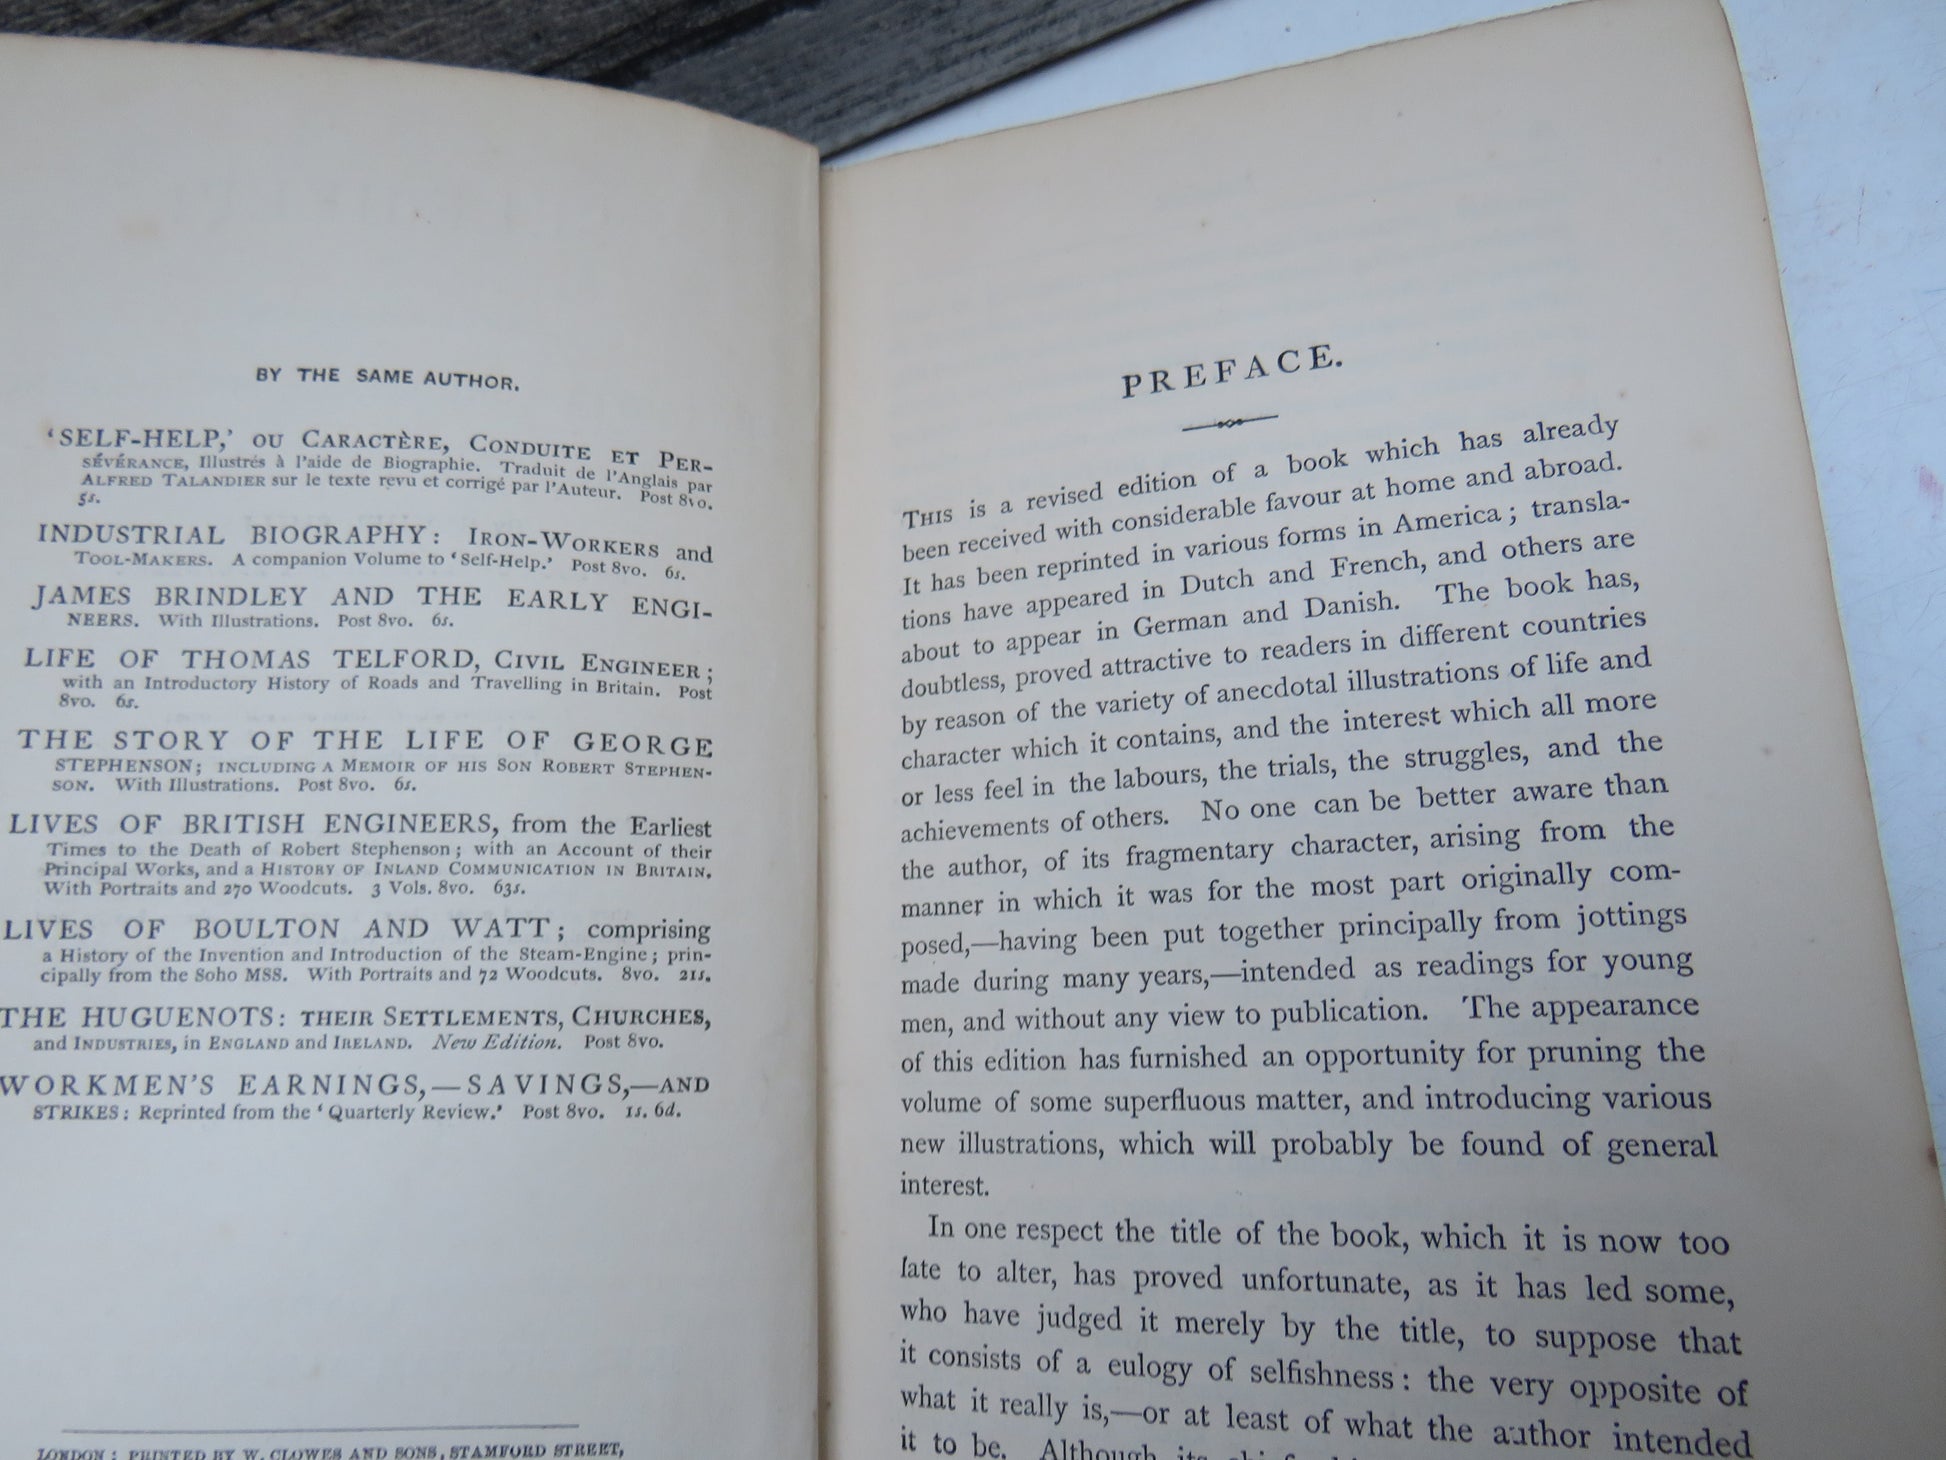 BY THE SAME AUTHOR.
‘SELF-HELP,’ OU CARACTÈRE, CONDUITE ET PER-
SÉVÉRANCE, Illustrés à l’aide de Biographie. Traduit de l’Anglais par
ALFRED TALANDIER sur le texte revu et corrigé par l’Auteur. Post 8vo.
5s.
INDUSTRIAL BIOGRAPHY: IRON-WORKERS and
TOOL-MAKERS. A companion Volume to ‘Self-Help.’ Post 8vo. 6s.
JAMES BRINDLEY AND THE EARLY ENGI-
NEERS. With Illustrations. Post 8vo. 6s.
LIFE OF THOMAS TELFORD, CIVIL ENGINEER;
with an Introductory History of Roads and Travelling in Britain. Post
8vo. 6s.
THE STORY OF THE LIFE OF GEORGE
STEPHENSON; INCLUDING A MEMOIR OF HIS SON ROBERT STEPHEN-
SON. With Illustrations. Post 8vo. 6s.
LIVES OF BRITISH ENGINEERS, from the Earliest
Times to the Death of Robert Stephenson; with an Account of their
Principal Works, and a HISTORY OF INLAND COMMUNICATION IN BRITAIN.
With Portraits and 270 Woodcuts. 3 Vols. 8vo. 63s.
LIVES OF BOULTON AND WATT; comprising
a History of the Invention and Introduction of the Steam-Engine; prin-
cipally from the Soho MSS. With Portraits and 72 Woodcuts. 8vo. 21s.
THE HUGUENOTS: THEIR SETTLEMENTS, CHURCHES,
and INDUSTRIES, in ENGLAND and IRELAND. New Edition. Post 8vo.
WORKMEN’S EARNINGS,—SAVINGS,—AND
STRIKES: Reprinted from the ‘Quarterly Review.’ Post 8vo. 1s. 6d.
LONDON: PRINTED BY W. CLOWES AND SONS, STAMFORD STREET,
PREFACE.
THIS is a revised edition of a book which has already
been received with considerable favour at home and abroad.
It has been reprinted in various forms in America; transla-
tions have appeared in Dutch and French, and others are
about to appear in German and Danish. The book has,
doubtless, proved attractive to readers in different countries
by reason of the variety of anecdotal illustrations of life and
character which it contains, and the interest which all more
or less feel in the labours, the trials, the struggles, and the
achievements of others. No one can be better aware than
the author, of its fragmentary character, arising from the
manner in which it was for the most part originally com-
posed,—having been put together principally from jottings
made during many years,—intended as readings for young
men, and without any view to publication. The appearance
of this edition has furnished an opportunity for pruning the
volume of some superfluous matter, and introducing various
new illustrations, which will probably be found of general
interest.
In one respect the title of the book, which it is now too
late to alter, has proved unfortunate, as it has led some,
who have judged it merely by the title, to suppose that
it consists of a eulogy of selfishness: the very opposite of
what it really is,—or at least of what the author intended
it to be. Although its